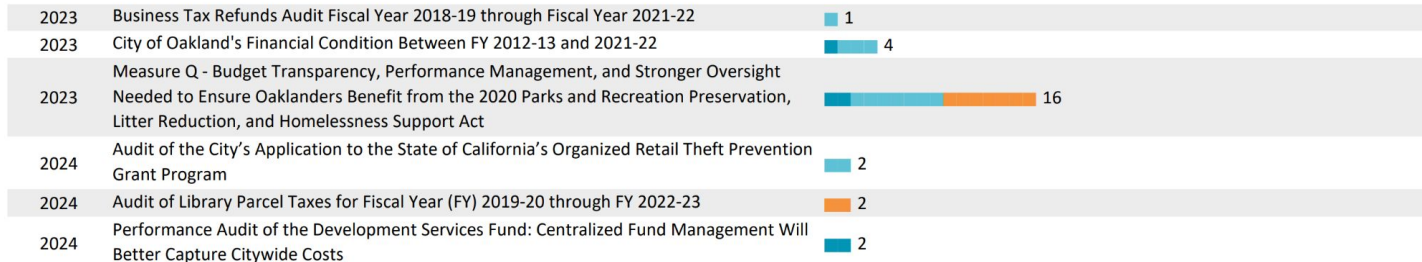 2023 Business Tax Refunds Audit Fiscal Year 2018-19 through Fiscal Year 2021-22 1
2023 City of Oakland's Financial Condition Between FY 2012-13 and 2021-22 4
Measure Q - Budget Transparency, Performance Management, and Stronger Oversight
2023 Needed to Ensure Oaklanders Benefit from the 2020 Parks and Recreation Preservation, 16
Litter Reduction, and Homelessness Support Act
2024 Audit of the City’s Application to the State of California’s Organized Retail Theft Prevention 2
Grant Program
2024 Audit of Library Parcel Taxes for Fiscal Year (FY) 2019-20 through FY 2022-23 2
2024 Performance Audit of the Development Services Fund: Centralized Fund Management Will 2
Better Capture Citywide Costs